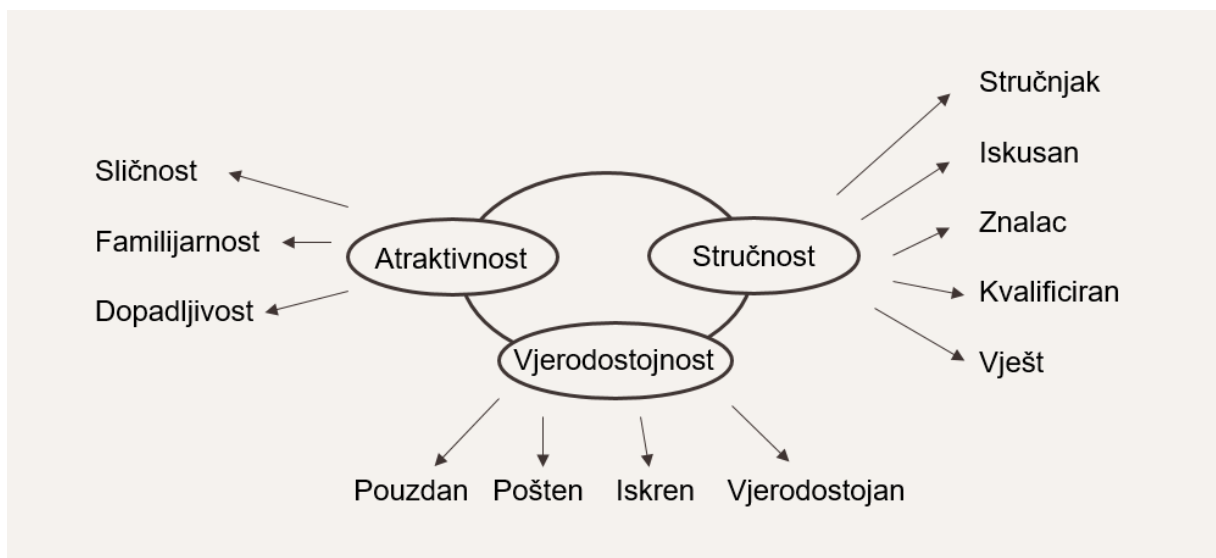 Stručnjak
Iskusan
Znalac
Kvalificiran
Vješt
Sličnost
Familijarnost
Dopadljivost
Atraktivnost
Stručnost
Vjerodostojnost
Pouzdan Pošten Iskren Vjerodostojan